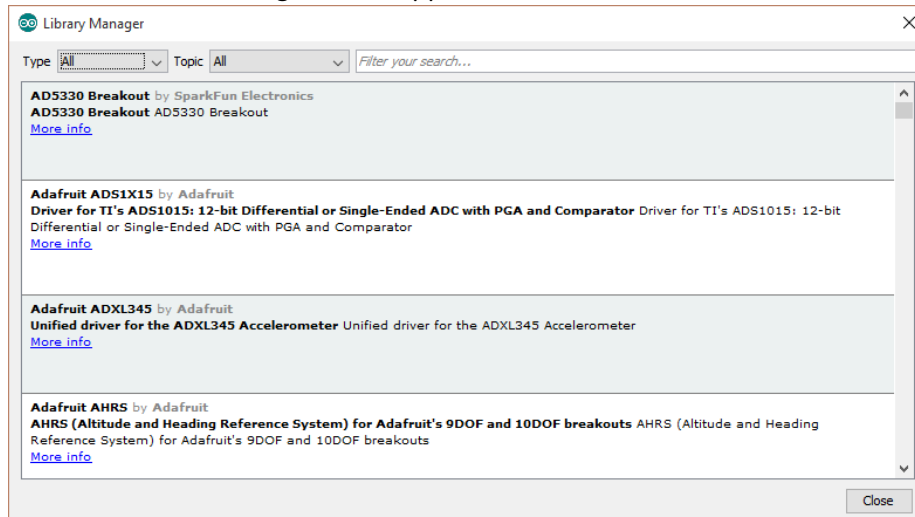 Library Manager
Type All Topic All Filter your search...
AD5330 Breakout by SparkFun Electronics
AD5330 Breakout AD5330 Breakout
More info
Adafruit ADS1X15 by Adafruit
Driver for TI's ADS1015: 12-bit Differential or Single-Ended ADC with PGA and Comparator Driver for TI's ADS1015: 12-bit
Differential or Single-Ended ADC with PGA and Comparator
More info
Adafruit ADXL345 by Adafruit
Unified driver for the ADXL345 Accelerometer Unified driver for the ADXL345 Accelerometer
More info
Adafruit AHRS by Adafruit
AHRS (Altitude and Heading Reference System) for Adafruit's 9DOF and 10DOF breakouts AHRS (Altitude and Heading
Reference System) for Adafruit's 9DOF and 10DOF breakouts
More info
Close